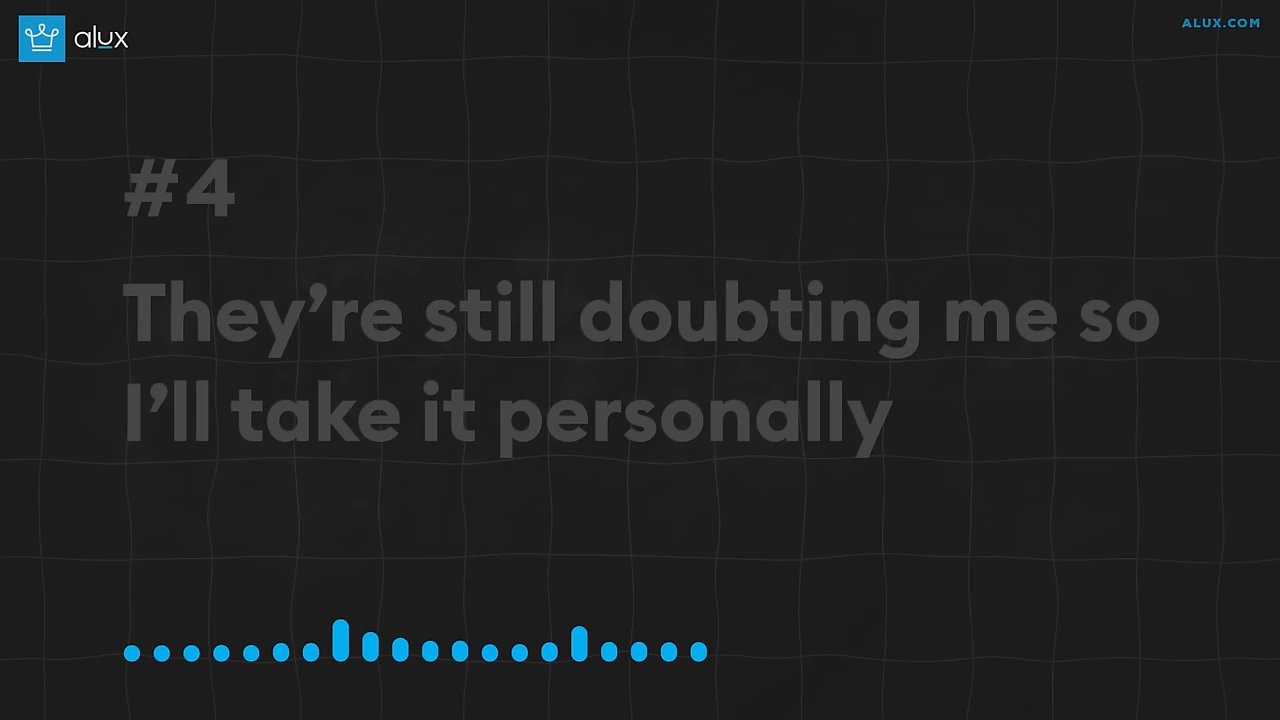 alux
ALUX.COM
#4
They’re still doubting me so
I’ll take it personally